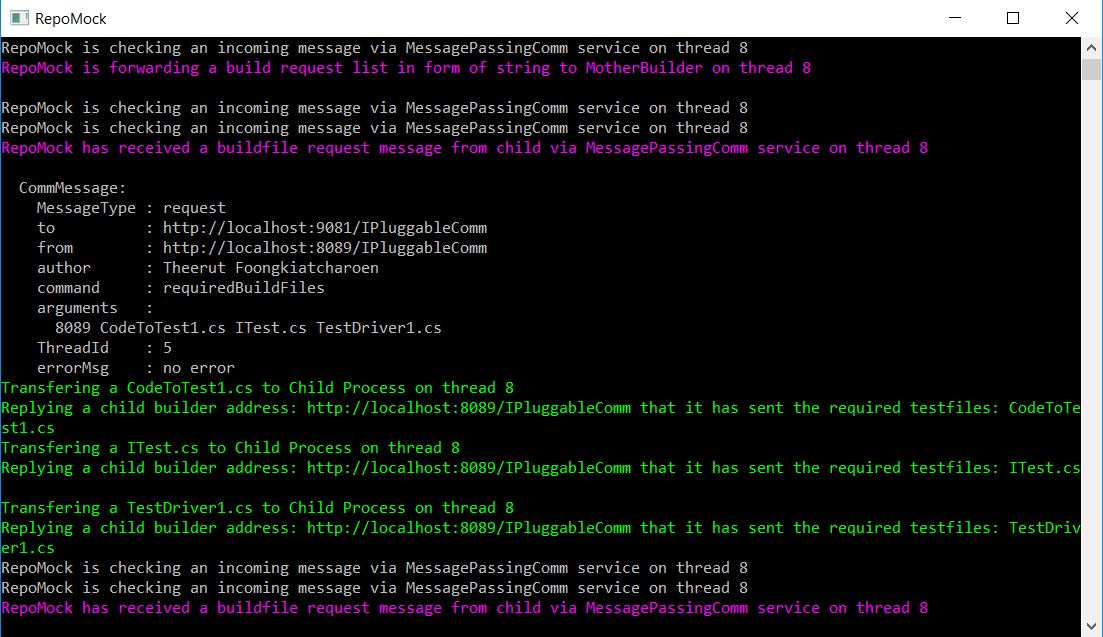 RepoMock
RepoMock is checking an incoming message via MessagePassingComm service on thread 8
RepoMock is forwarding a build request list in form of string to MotherBuilder on thread 8
RepoMock is checking an incoming message via MessagePassingComm service on thread 8
RepoMock is checking an incoming message via MessagePassingComm service on thread 8
RepoMock has received a buildfile request message from child via MessagePassingComm service on thread 8
CommMessage:
MessageType : request
to : http://localhost:9081/IPluggableComm
from : http://localhost:8089/IPluggableComm
author : Theerut Foongkiatcharoen
command : requiredBuildFiles
arguments :
8089 CodeToTest1.cs ITest.cs TestDriver1.cs
ThreadId : 5
errorMsg : no error
Transfering a CodeToTest1.cs to Child Process on thread 8
Replying a child builder address: http://localhost:8089/IPluggableComm that it has sent the required testfiles: CodeToTe
st1.cs
Transfering a ITest.cs to Child Process on thread 8
Replying a child builder address: http://localhost:8089/IPluggableComm that it has sent the required testfiles: ITest.cs
Transfering a TestDriver1.cs to Child Process on thread 8
Replying a child builder address: http://localhost:8089/IPluggableComm that it has sent the required testfiles: TestDriv
er1.cs
RepoMock is checking an incoming message via MessagePassingComm service on thread 8
RepoMock is checking an incoming message via MessagePassingComm service on thread 8
RepoMock has received a buildfile request message from child via MessagePassingComm service on thread 8